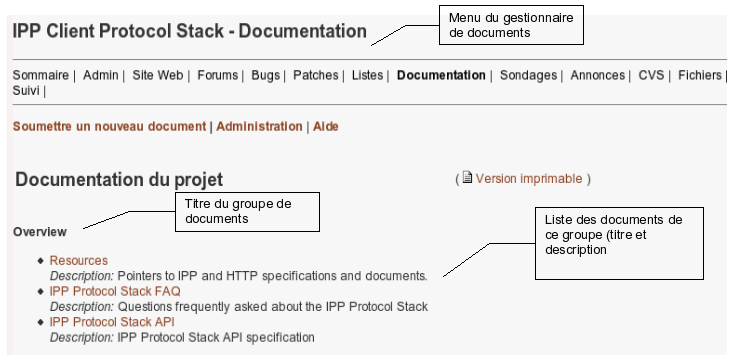 IPP Client Protocol Stack - Documentation
Menu du gestionnaire
de documents
Sommaire | Admin | Site Web | Forums | Bugs | Patches | Listes | Documentation | Sondages | Annonces | CVS | Fichiers |
Suivi |
Soumettre un nouveau document | Administration | Aide
Documentation du projet
( Version imprimable )
Titre du groupe de
documents
Liste des documents de
ce groupe (titre et
description
Overview
Resources
Description: Pointers to IPP and HTTP specifications and documents.
IPP Protocol Stack FAQ
Description: Questions frequently asked about the IPP Protocol Stack
IPP Protocol Stack API
Description: IPP Protocol Stack API specification